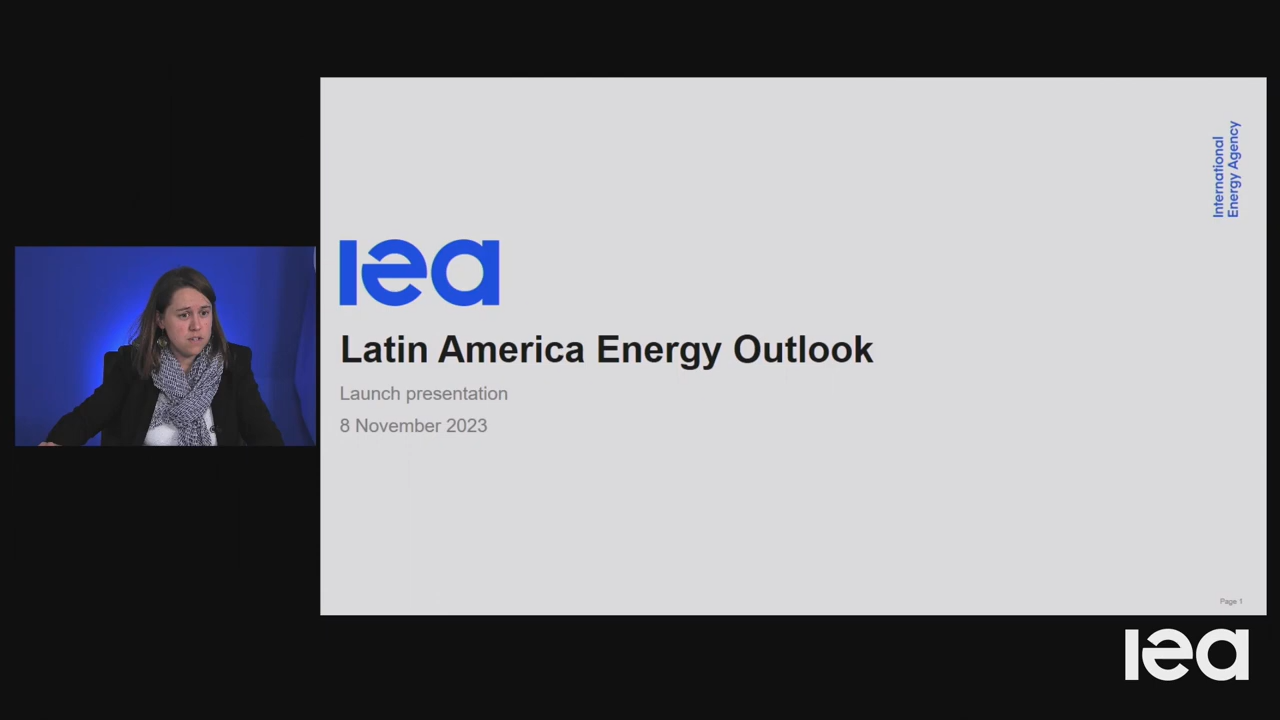 International
Energy Agency
iea
Latin America Energy Outlook
Launch presentation
8 November 2023
Page 1
iea